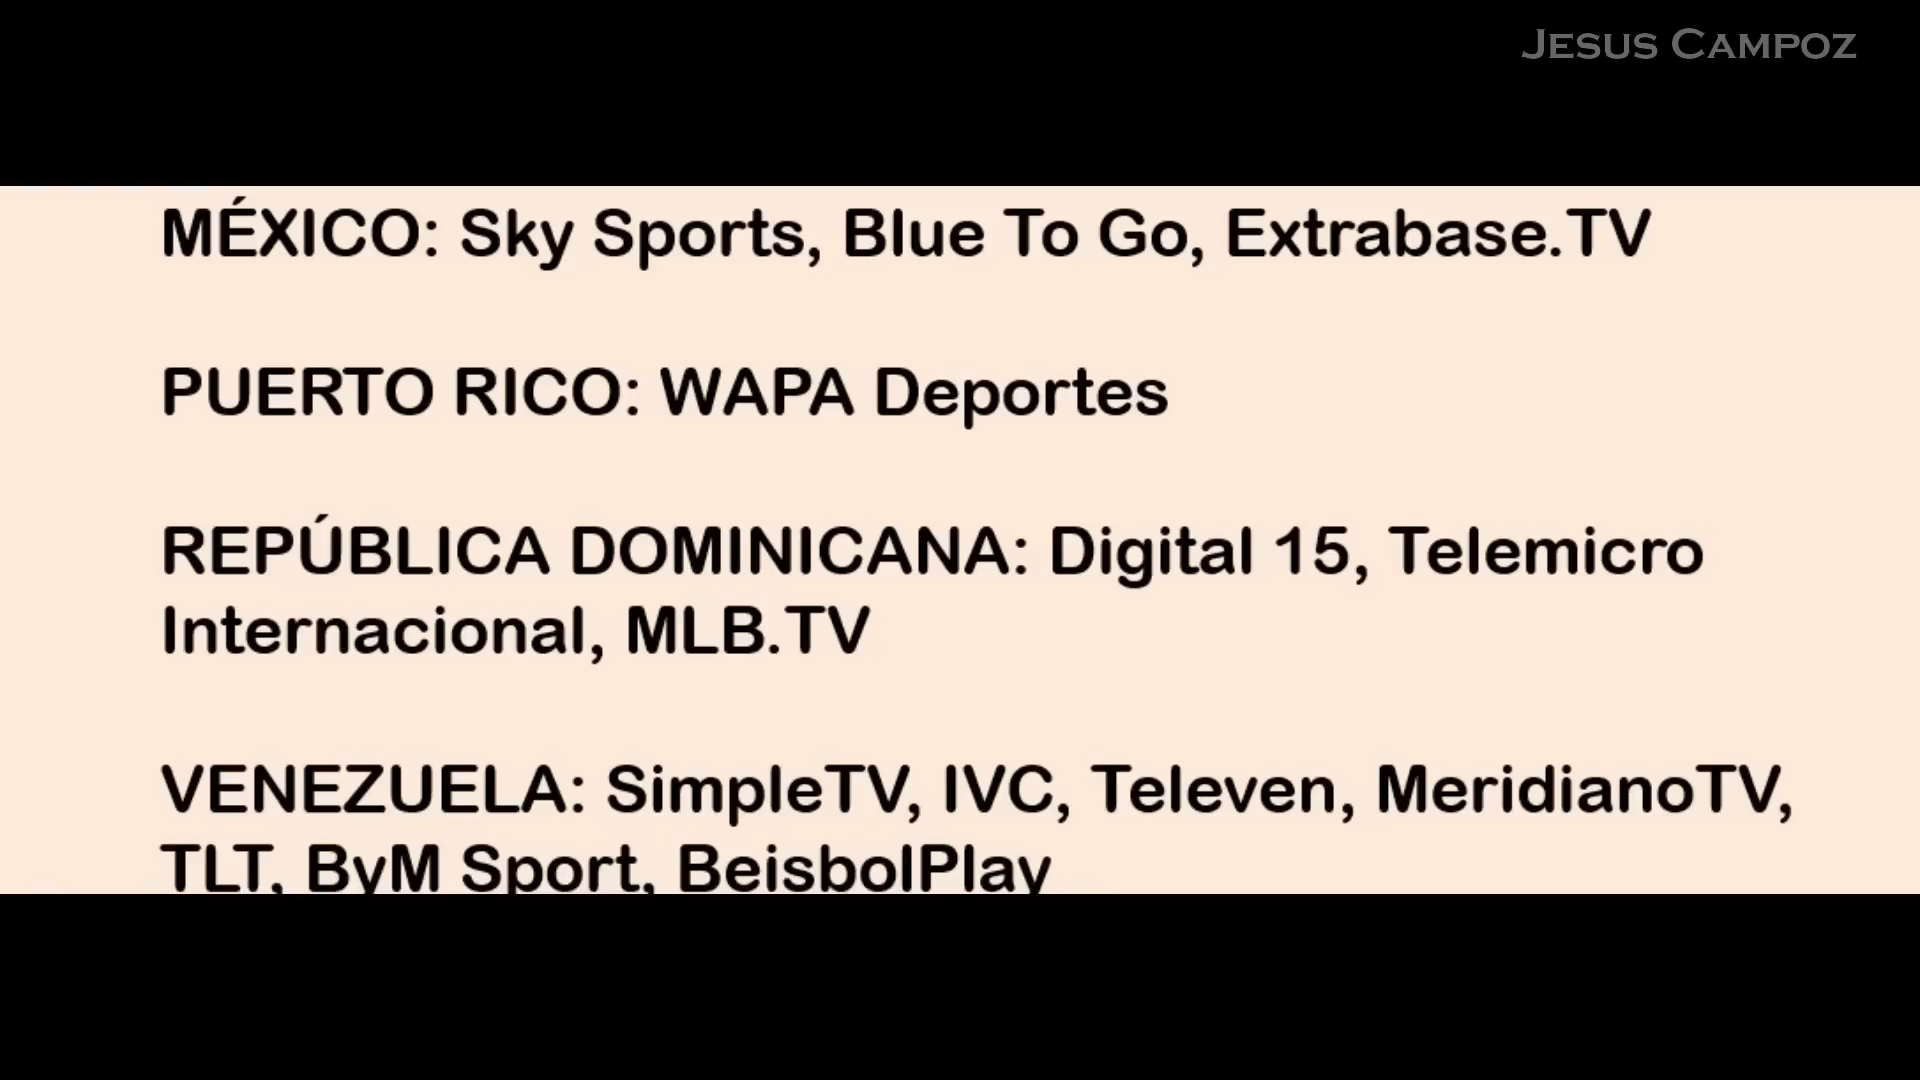 JESUS CAMPOZ
MÉXICO: Sky Sports, Blue To Go, Extrabase.TV
PUERTO RICO: WAPA Deportes
REPÚBLICA DOMINICANA: Digital 15, Telemicro
Internacional, MLB.TV
VENEZUELA: SimpleTV, IVC, Televen, MeridianoTV,
TLT, ByM Sport, BeisbolPlay